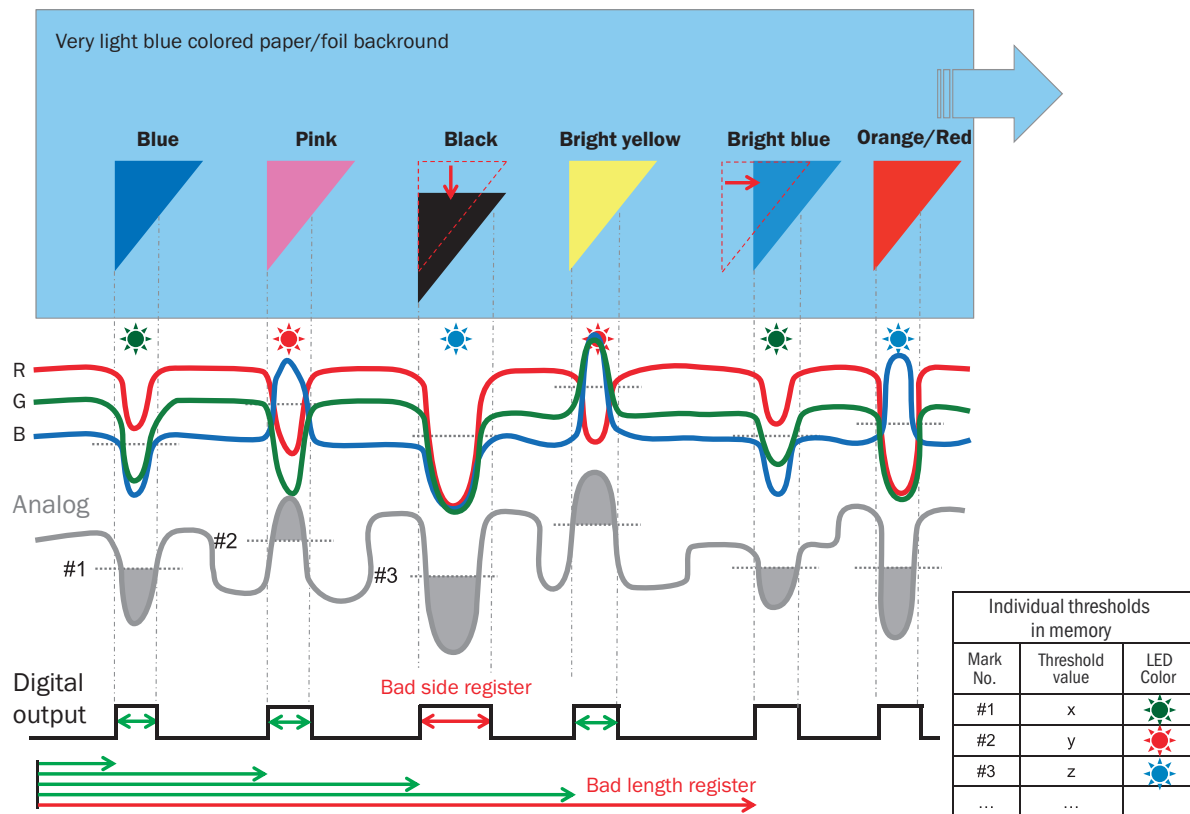 Very light blue colored paper/foil backround
Blue
Pink
Black
Bright yellow
Bright blue
Orange/Red
R
G
B
Analog
#1
#2
#3
Digital
output
Bad side register
Bad length register
Individual thresholds
in memory
Mark No.
Threshold value
LED Color
#1 x
#2 y
#3 z
... ...